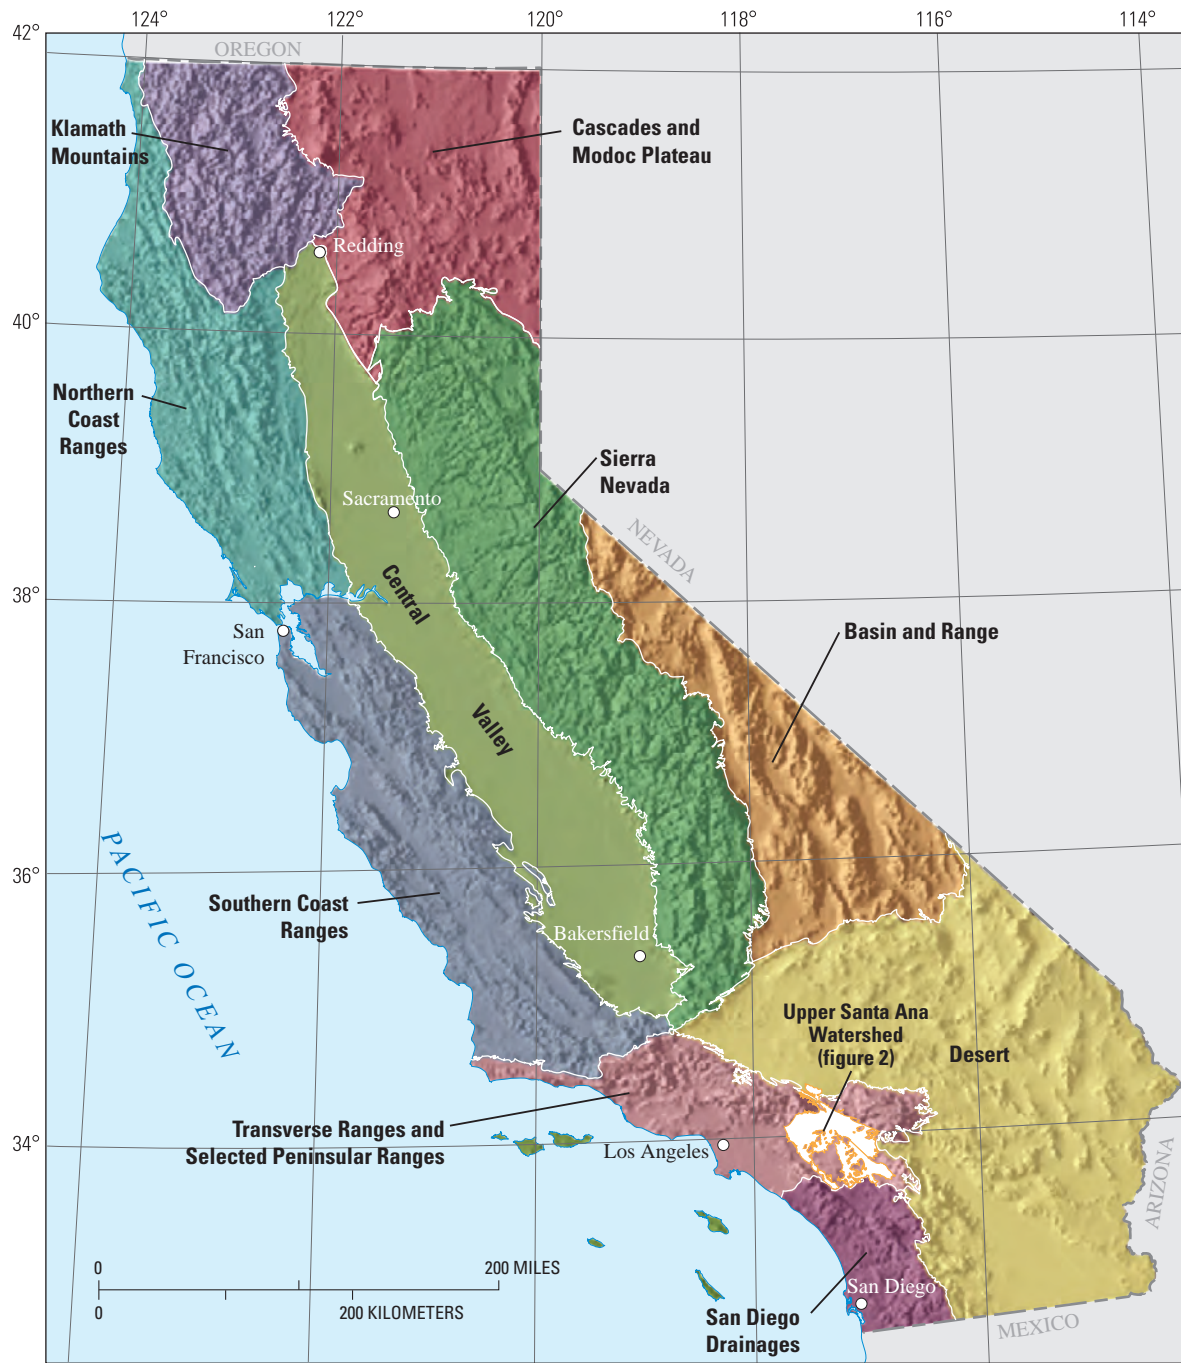 124°
122°
120°
118°
116°
114°
42°
OREGON
Klamath
Mountains
Cascades and
Modoc Plateau
Redding
40°
Northern
Coast
Ranges
Sierra
Nevada
Sacramento
NEVADA
Central
Valley
38°
San
Francisco
Basin and Range
PACIFIC OCEAN
36°
Southern Coast
Ranges
Bakersfield
Upper Santa Ana
Watershed
(figure 2)
Desert
34°
Transverse Ranges and
Selected Peninsular Ranges
Los Angeles
ARIZONA
0
200 MILES
0
200 KILOMETERS
San Diego
San Diego
Drainages
MEXICO